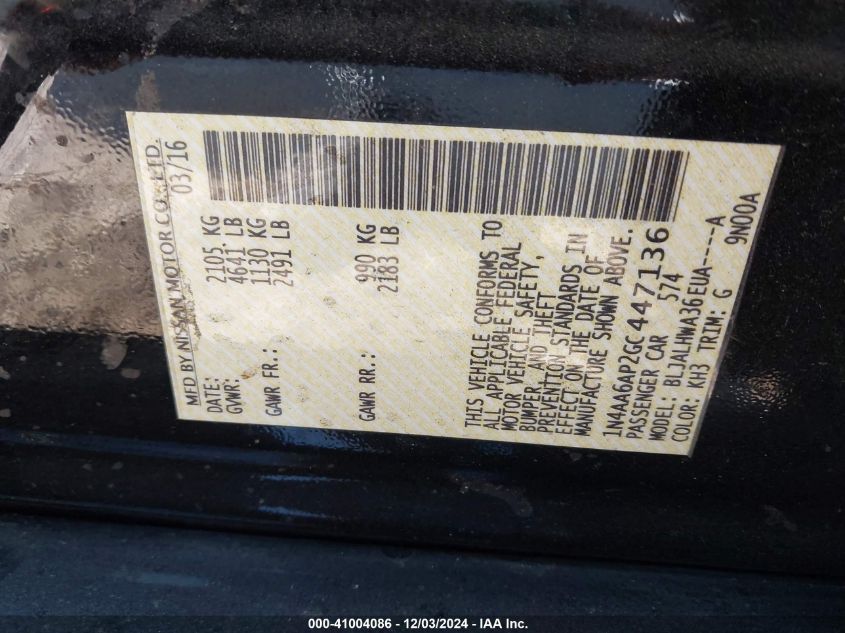 MFD BY NISSAN MOTOR CO., LTD.
DATE: 03/16
GVWR: 2105 KG
4641 LB
GAWR FR.: 1130 KG
2491 LB
GAWR RR.: 990 KG
2183 LB
THIS VEHICLE CONFORMS TO
ALL APPLICABLE FEDERAL
MOTOR VEHICLE SAFETY,
BUMPER, AND THEFT
PREVENTION STANDARDS IN
EFFECT ON THE DATE OF
MANUFACTURE SHOWN ABOVE.
1N4AA6AP2GC447136
PASSENGER CAR 574
MODEL: BLJALHWA36EUA----A
COLOR: KH3 TRIM: G 9N00A
000-41004086 - 12/03/2024 - IAA Inc.